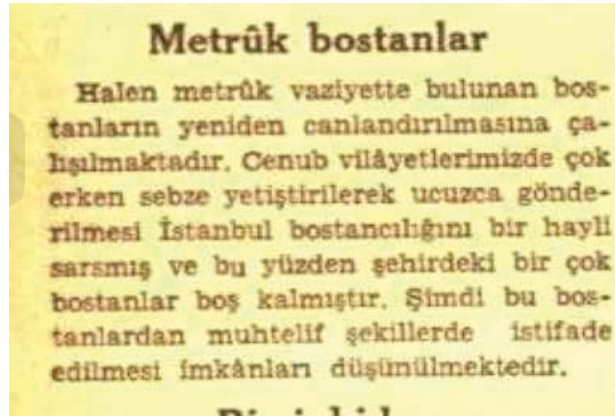 Metrûk bostanlar
Halen metrûk vaziyette bulunan bos-
tanların yeniden canlandırılmasına ça-
lışılmaktadır. Cenub vilâyetlerimizde çok
erken sebze yetiştirilerek ucuzca gönde-
rilmesi İstanbul bostancılığını bir hayli
sarsmış ve bu yüzden şehirdeki bir çok
bostanlar boş kalmıştır. Şimdi bu bos-
tanlardan muhtelif şekillerde istifade
edilmesi imkânları düşünülmektedir.